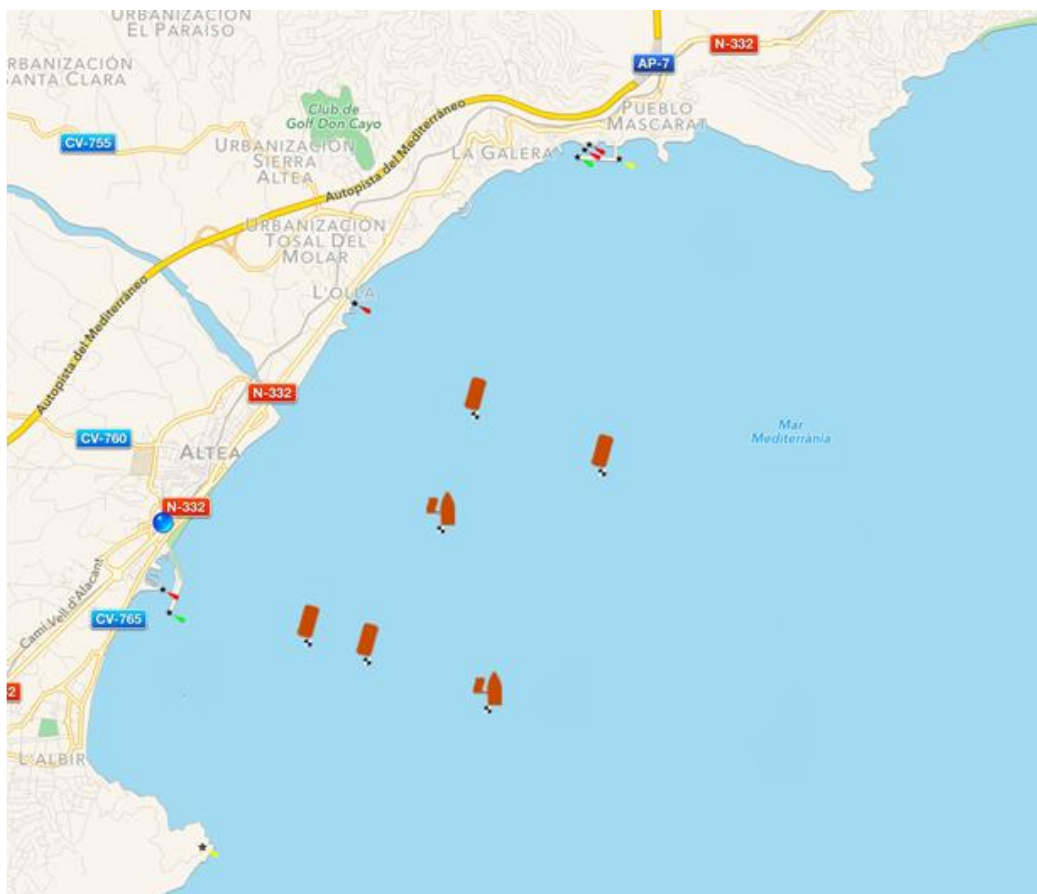 URBANIZACIÓN
EL PARAÍSO
N-332
URBANIZACIÓN
SANTA CLARA
AP-7
Club de
Golf Don Cayo
PUEBLO
MASCARAT
CV-755
URBANIZACIÓN
SIERRA
ALTEA
LA GALERA
Autopista del Mediterráneo
URBANIZACIÓN
TOSAL DEL
MOLAR
L'OLLA
Autopista del Mediterráneo
N-332
CV-760
ALTEA
Mar
Mediterrània
N-332
Camí Vell d'Alacant
CV-765
L'ALBIR